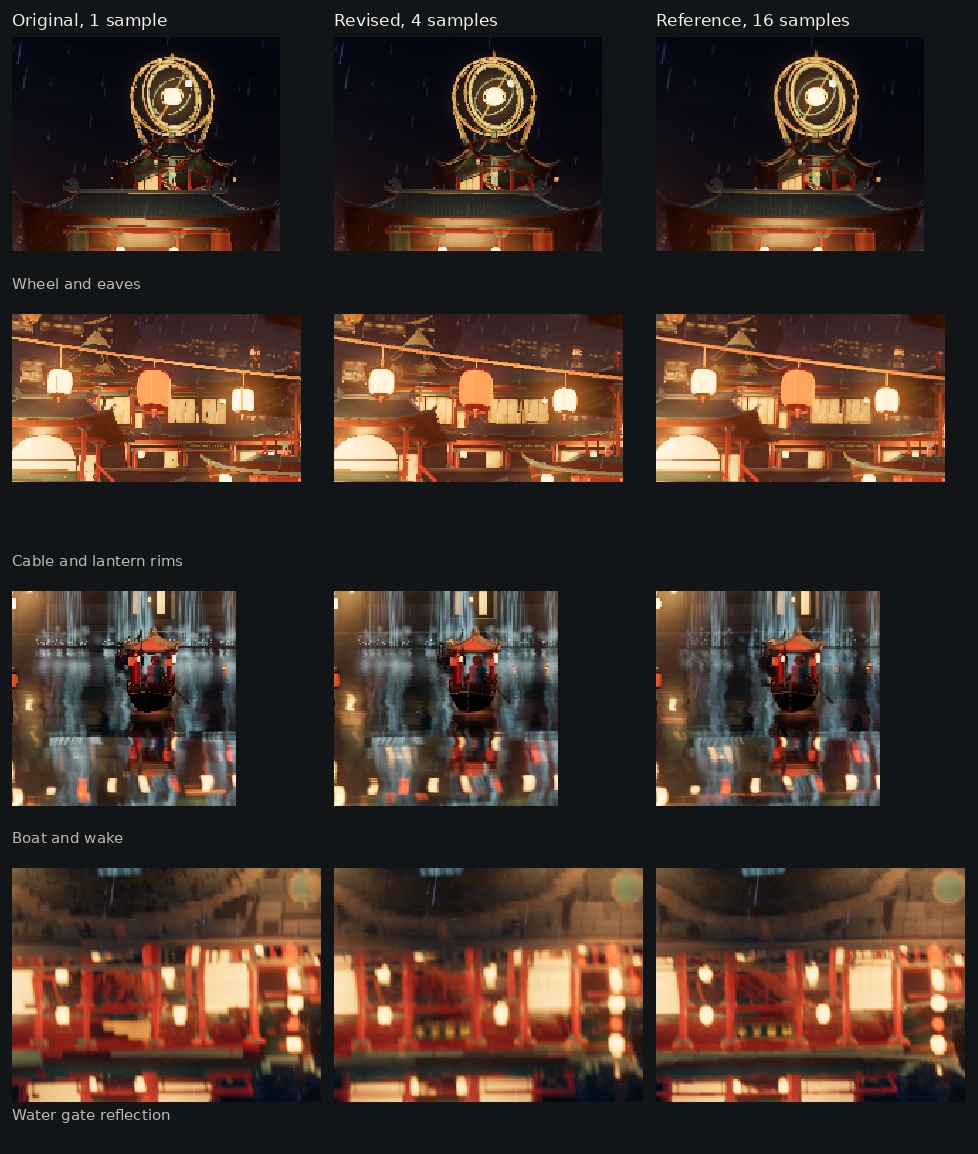 Original, 1 sample
Revised, 4 samples
Reference, 16 samples
Wheel and eaves
Cable and lantern rims
Boat and wake
Water gate reflection